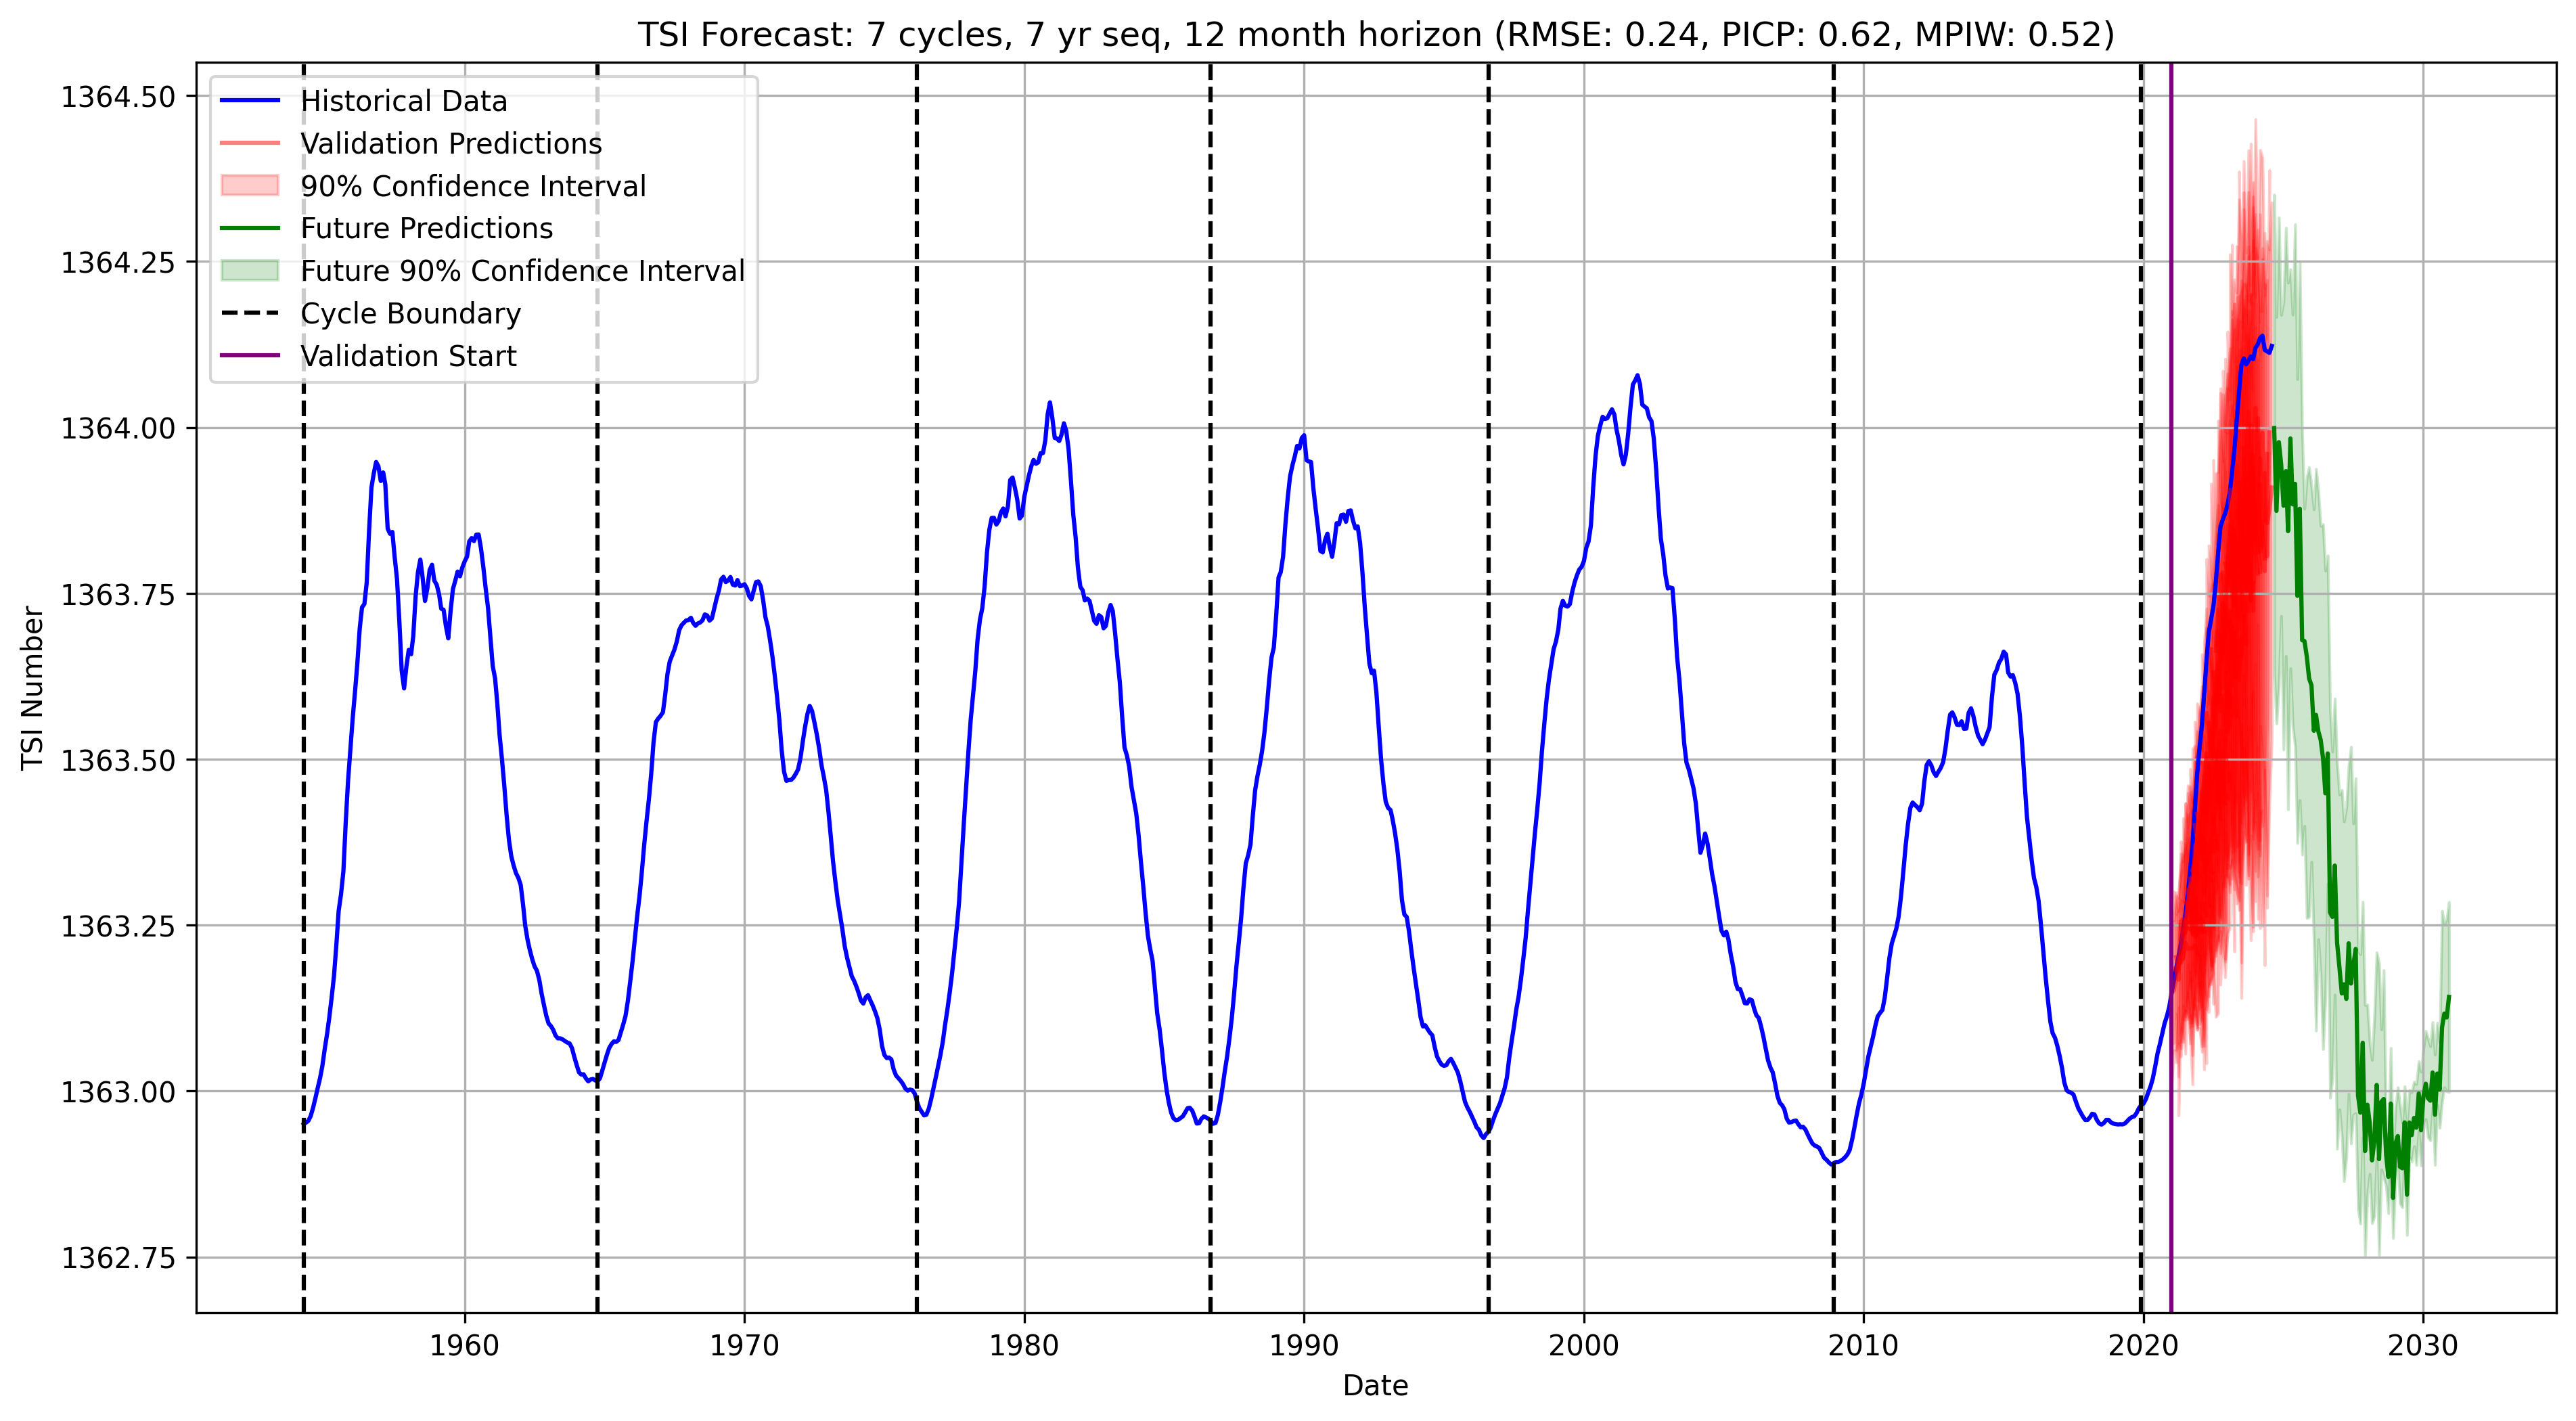 TSI Forecast: 7 cycles, 7 yr seq, 12 month horizon (RMSE: 0.24, PICP: 0.62, MPIW: 0.52)
Historical Data
Validation Predictions
90% Confidence Interval
Future Predictions
Future 90% Confidence Interval
Cycle Boundary
Validation Start
TSI Number
1364.50
1364.25
1364.00
1363.75
1363.50
1363.25
1363.00
1362.75
1960 1970 1980 1990 2000 2010 2020 2030
Date